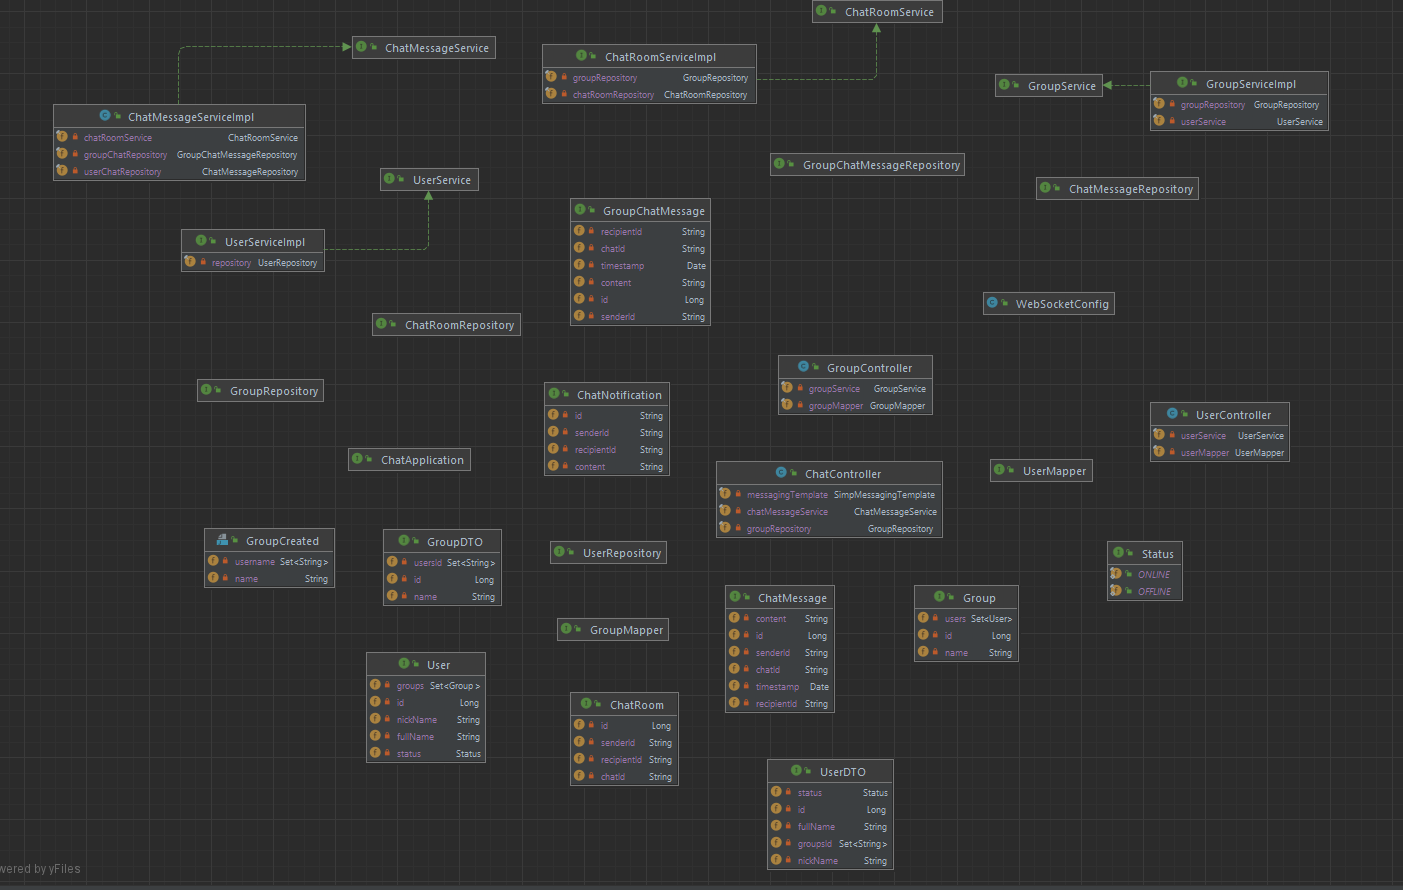 ChatRoomService
ChatMessageService
ChatRoomServiceImpl
groupRepository GroupRepository
chatRoomRepository ChatRoomRepository
GroupService
GroupServiceImpl
groupRepository GroupRepository
userService UserService
ChatMessageServiceImpl
chatRoomService ChatRoomService
groupChatRepository GroupChatMessageRepository
userChatRepository ChatMessageRepository
GroupChatMessageRepository
UserService
ChatMessageRepository
GroupChatMessage
recipientId String
chatId String
timestamp Date
content String
id Long
senderId String
UserServiceImpl
repository UserRepository
WebSocketConfig
ChatRoomRepository
GroupController
groupService GroupService
groupMapper GroupMapper
GroupRepository
ChatNotification
id String
senderId String
recipientId String
content String
UserController
userService UserService
userMapper UserMapper
ChatApplication
ChatController
messagingTemplate SimpMessagingTemplate
chatMessageService ChatMessageService
groupRepository GroupRepository
UserMapper
GroupCreated
username Set<String>
name String
GroupDTO
usersId Set<String>
id Long
name String
UserRepository
Status
ONLINE
OFFLINE
ChatMessage
content String
id Long
senderId String
chatId String
timestamp Date
recipientId String
Group
users Set<User>
id Long
name String
GroupMapper
User
groups Set<Group>
id Long
nickName String
fullName String
status Status
ChatRoom
id Long
senderId String
recipientId String
chatId String
UserDTO
status Status
id Long
fullName String
groupsId Set<String>
nickName String
wered by yFiles